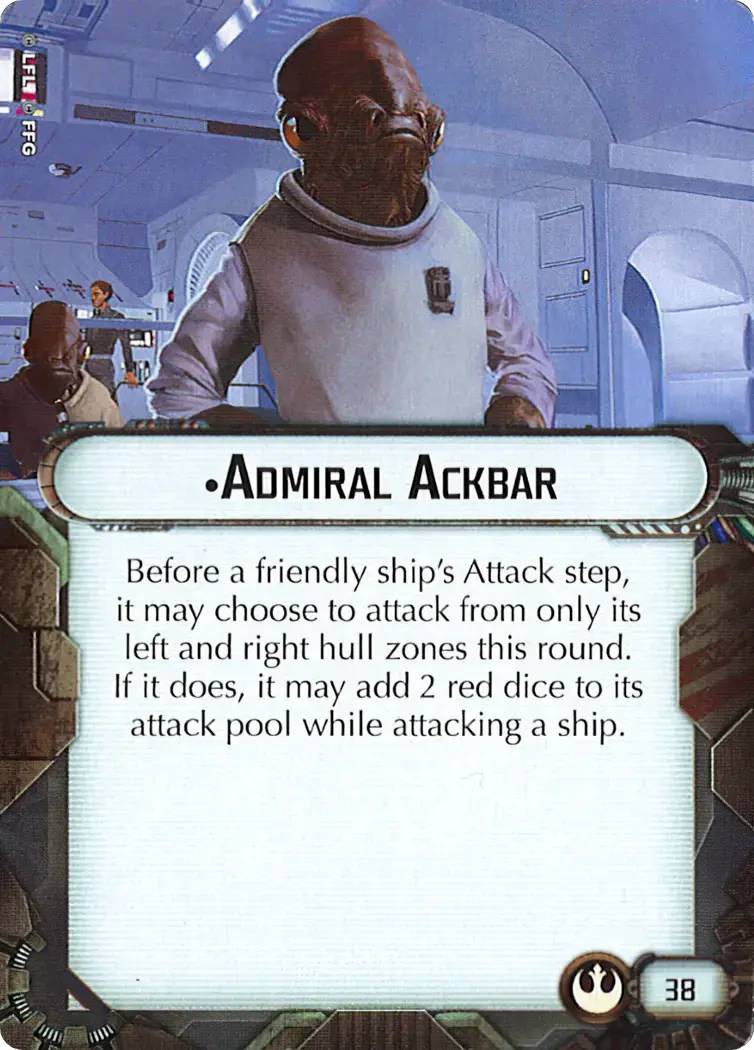 © LFL © FFG
•ADMIRAL ACKBAR
Before a friendly ship's Attack step,
it may choose to attack from only its
left and right hull zones this round.
If it does, it may add 2 red dice to its
attack pool while attacking a ship.
38